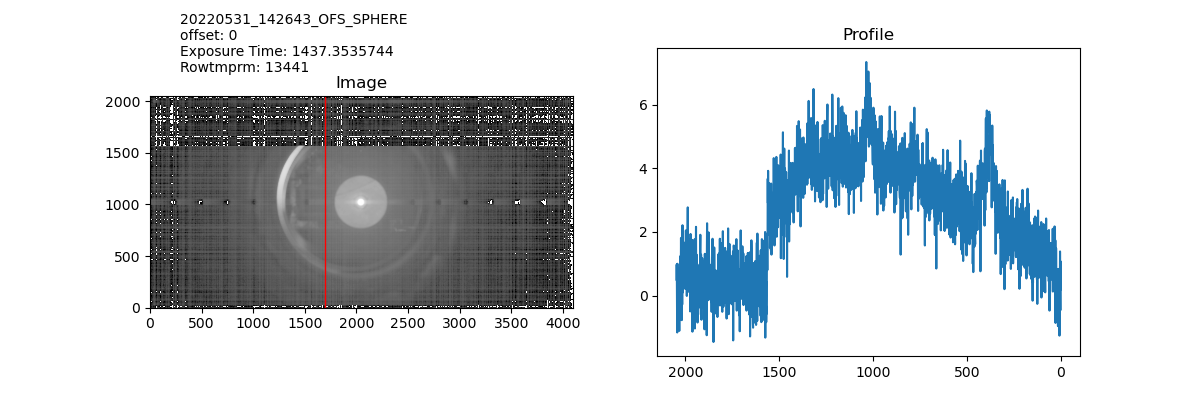 20220531_142643_OFS_SPHERE
offset: 0
Exposure Time: 1437.3535744
Rowtmprm: 13441
Image
2000
1500
1000
500
0
0 500 1000 1500 2000 2500 3000 3500 4000
Profile
6
4
2
0
2000 1500 1000 500 0